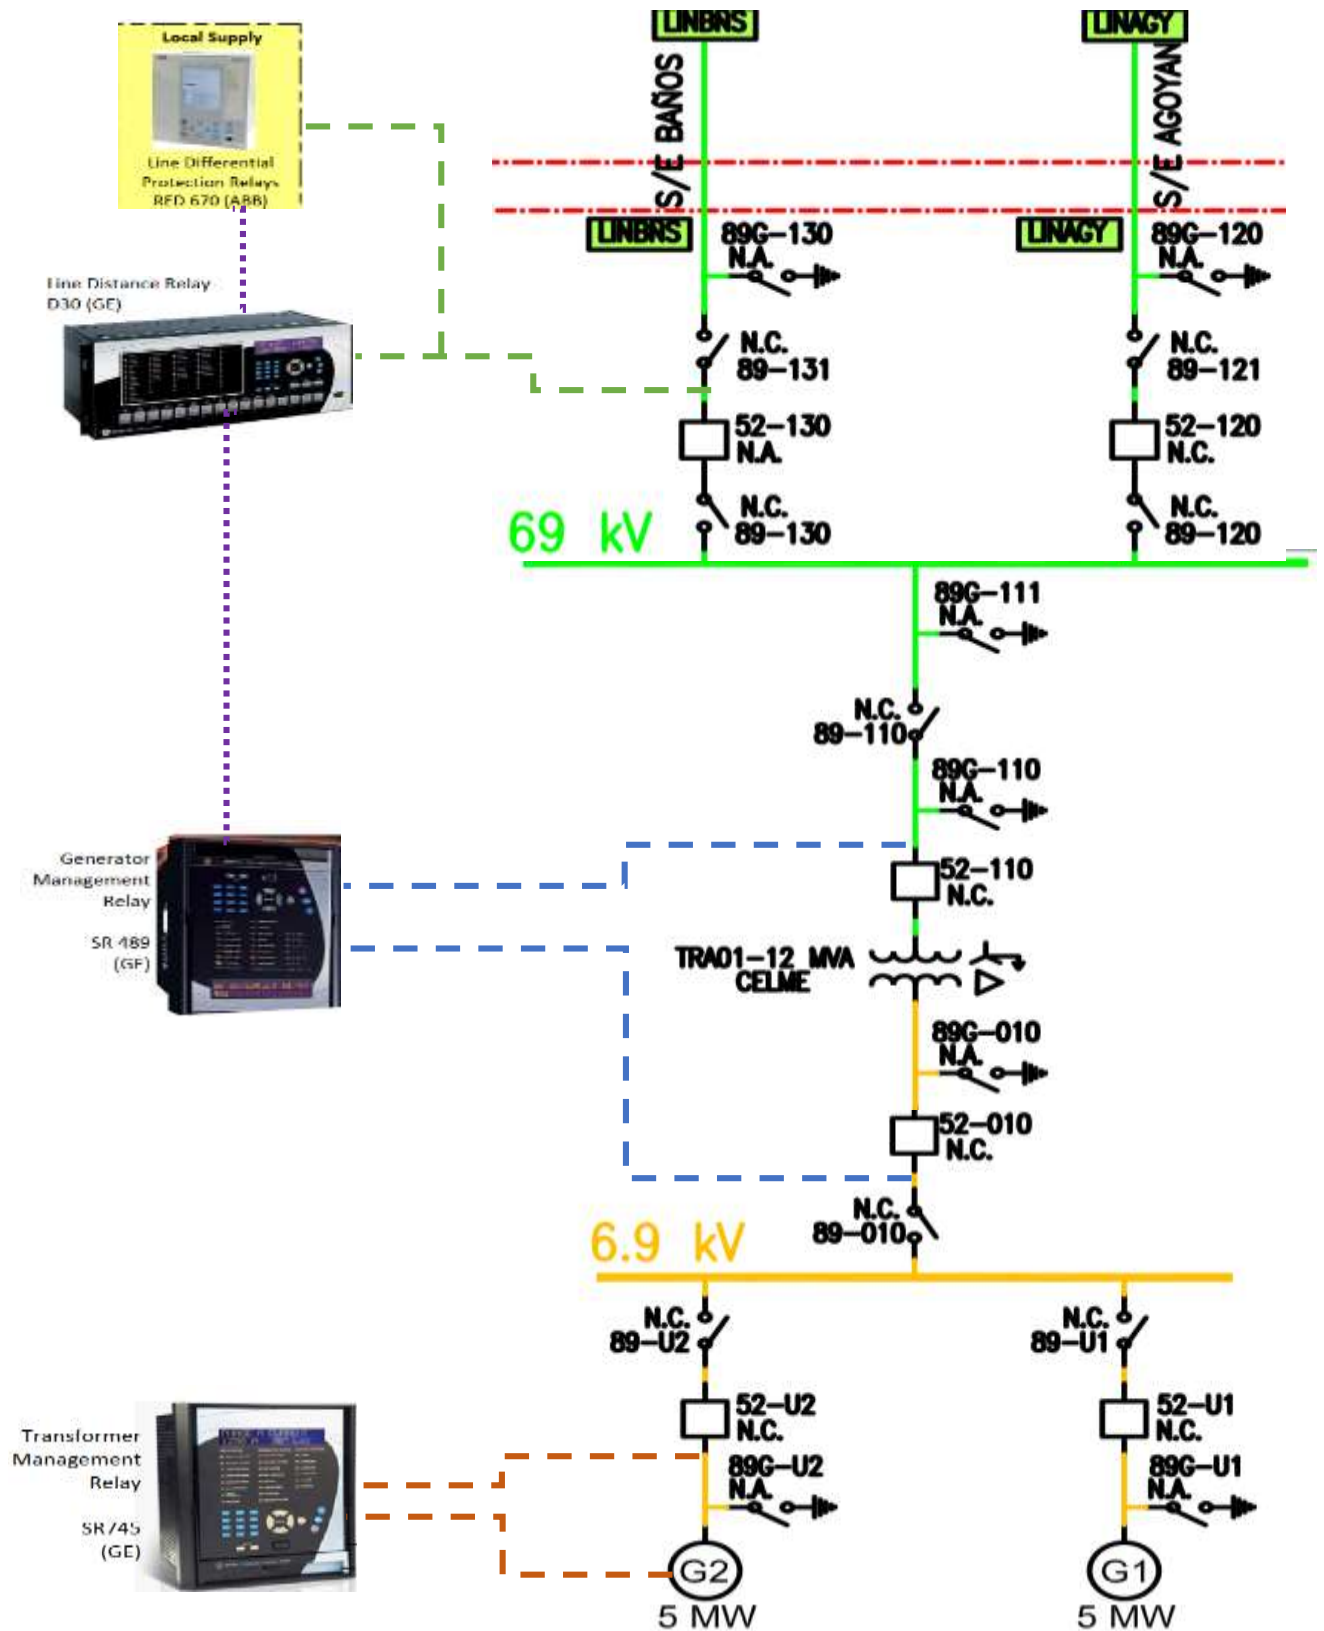 Local Supply
Line Differential
Protection Relays
RED 670 (ABB)
Line Distance Relay
D30 (GE)
Generator
Management
Relay
SR 489
(GE)
Transformer
Management
Relay
SR745
(GE)
LINBNS
LINAGY
S/E BAÑOS
S/E AGOYAN
LINBNS
LINAGY
89G-130
N.A.
89G-120
N.A.
N.C.
89-131
N.C.
89-121
52-130
N.A.
52-120
N.C.
N.C.
89-130
N.C.
89-120
69 kV
89G-111
N.A.
N.C.
89-110
89G-110
N.A.
52-110
N.C.
TRA01-12 MVA
CELME
89G-010
N.A.
52-010
N.C.
N.C.
89-010
6.9 kV
N.C.
89-U2
N.C.
89-U1
52-U2
N.C.
52-U1
N.C.
89G-U2
N.A.
89G-U1
N.A.
G2
G1
5 MW
5 MW